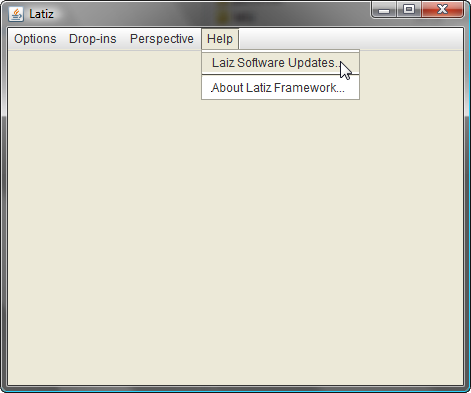 Latiz
Options Drop-ins Perspective Help
Laiz Software Updates...
About Latiz Framework...